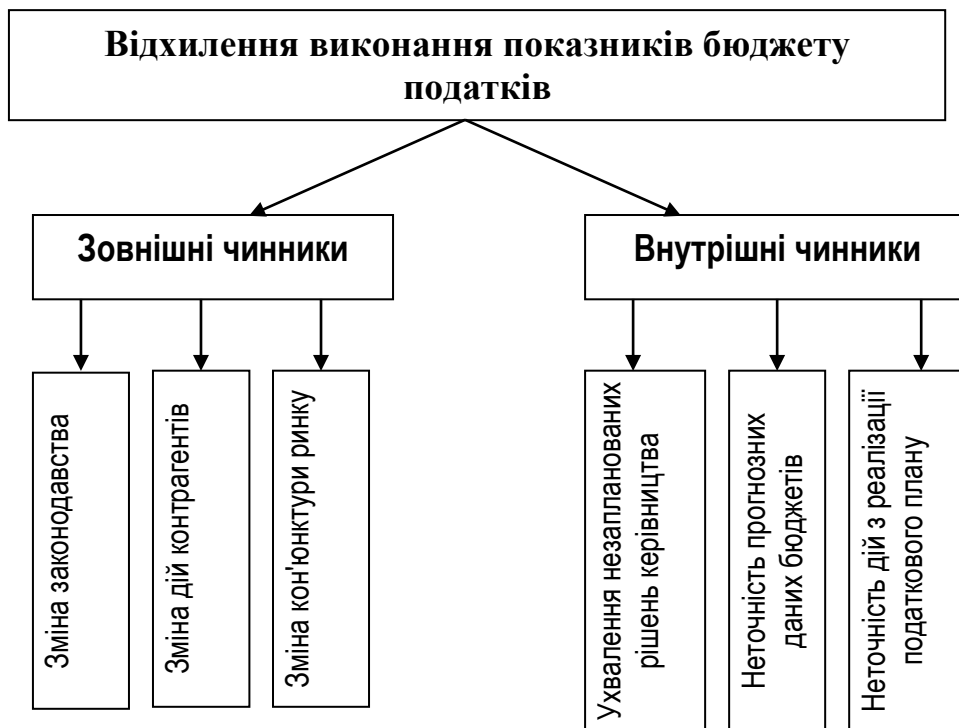 Відхилення виконання показників бюджету
податків
Зовнішні чинники
Внутрішні чинники
Зміна законодавства
Зміна дій контрагентів
Зміна кон'юнктури ринку
Ухвалення незапланованих
рішень керівництва
Неточність прогнозних
даних бюджетів
Неточність дій з реалізації
податкового плану